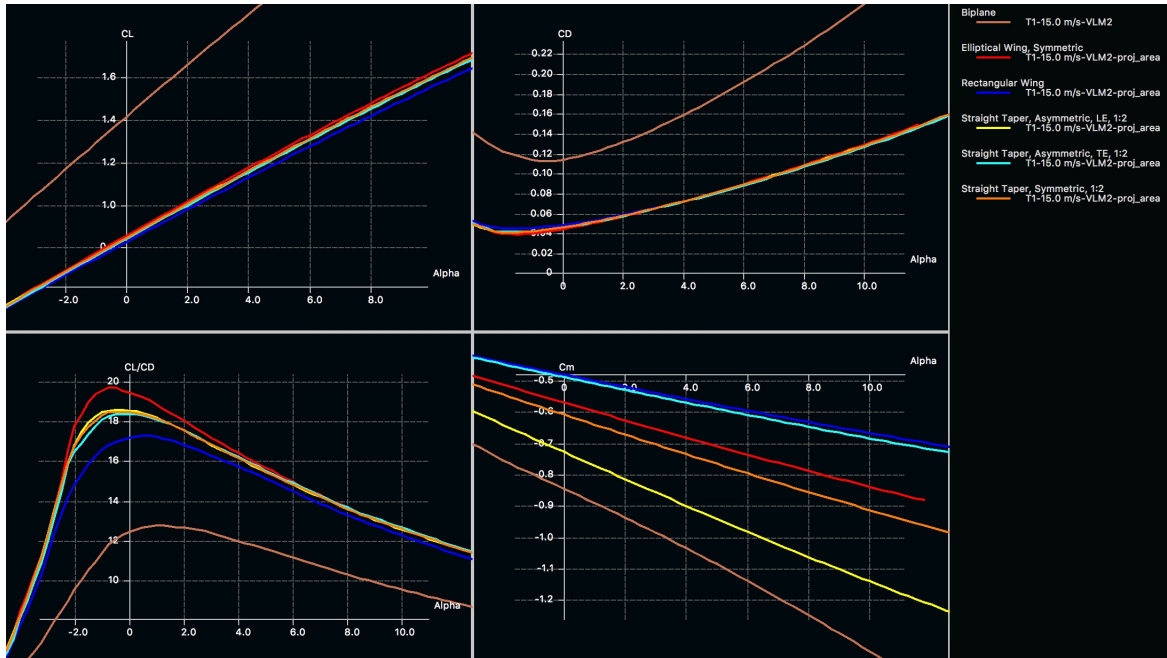 CL
1.6
1.4
1.2
1.0
0
-2.0
0
2.0
4.0
6.0
8.0
Alpha
CD
0.22
0.20
0.18
0.16
0.14
0.12
0.10
0.08
0.06
0.04
0.02
0
0
2.0
4.0
6.0
8.0
10.0
Alpha
CL/CD
20
18
16
14
12
10
-2.0
0
2.0
4.0
6.0
8.0
10.0
Alpha
Cm
-0.5
-0.6
-0.7
-0.8
-0.9
-1.0
-1.1
-1.2
0
2.0
4.0
6.0
8.0
10.0
Alpha
Biplane
T1-15.0 m/s-VLM2
Elliptical Wing, Symmetric
T1-15.0 m/s-VLM2-proj_area
Rectangular Wing
T1-15.0 m/s-VLM2-proj_area
Straight Taper, Asymmetric, LE, 1:2
T1-15.0 m/s-VLM2-proj_area
Straight Taper, Asymmetric, TE, 1:2
T1-15.0 m/s-VLM2-proj_area
Straight Taper, Symmetric, 1:2
T1-15.0 m/s-VLM2-proj_area